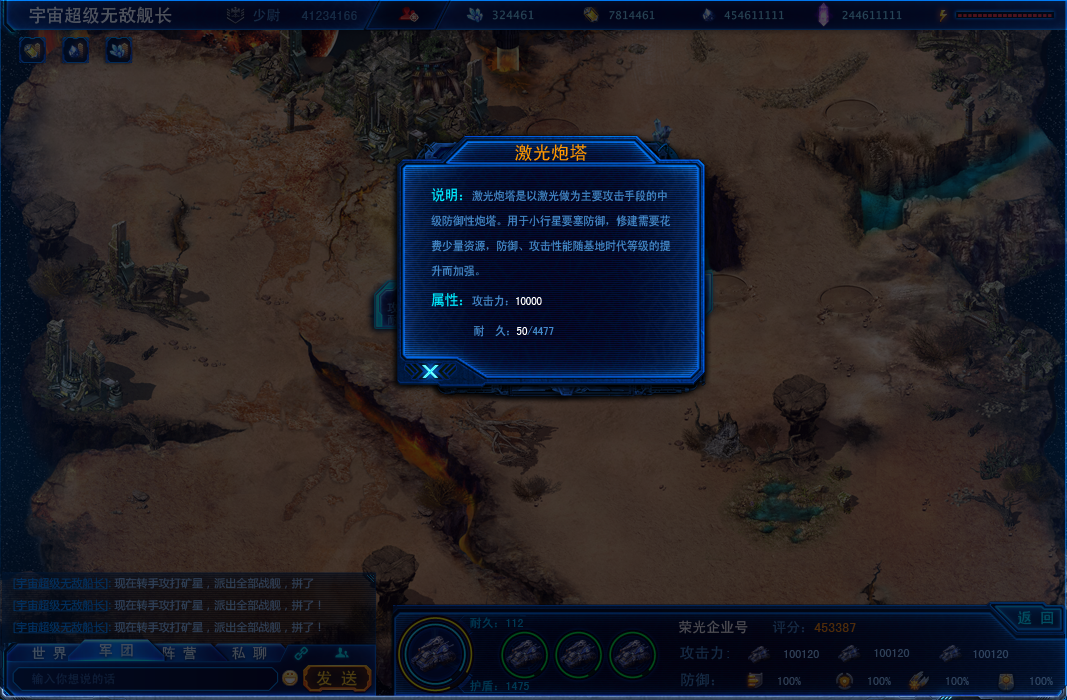 宇宙超级无敌舰长 少尉 41234166 324461 7814461 454611111 244611111
激光炮塔
说明：激光炮塔是以激光做为主要攻击手段的中
级防御性炮塔。用于小行星要塞防御，修建需要花
费少量资源，防御、攻击性能随基地时代等级的提
升而加强。
属性：攻击力：10000
耐 久：50/4477
[宇宙超级无敌船长]：现在转手攻打矿星，派出全部战舰，拼了
[宇宙超级无敌船长]：现在转手攻打矿星，派出全部战舰，拼了！
[宇宙超级无敌船长]：现在转手攻打矿星，派出全部战舰，拼了！
世界 军团 阵营 私聊
输入你想说的话 发送
耐久：112
护盾：1475
荣光企业号 评分：453387
返回
攻击力： 100120 100120 100120
防御： 100% 100% 100% 100%